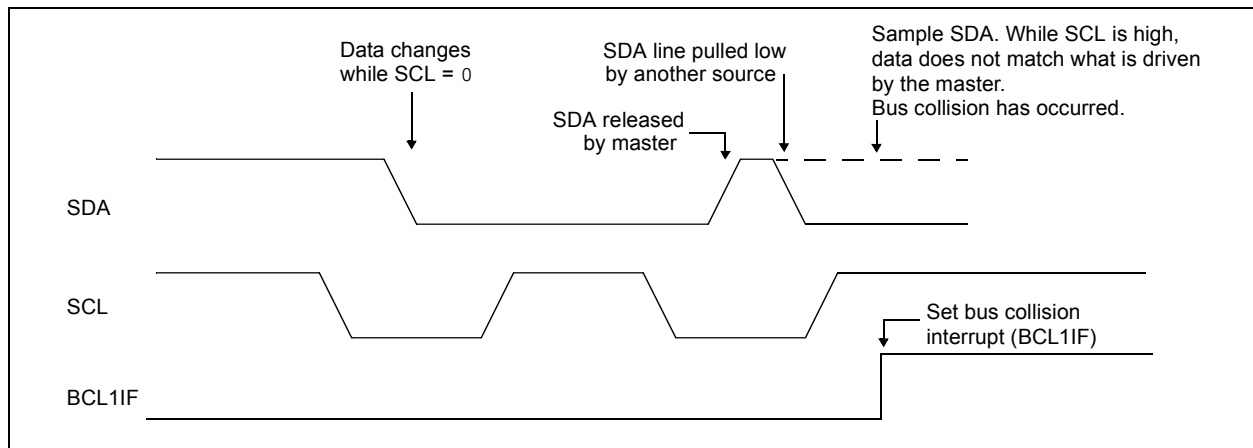 Data changes
while SCL = 0
SDA line pulled low
by another source
Sample SDA. While SCL is high,
data does not match what is driven
by the master.
Bus collision has occurred.
SDA released
by master
SDA
SCL
Set bus collision
interrupt (BCL1IF)
BCL1IF